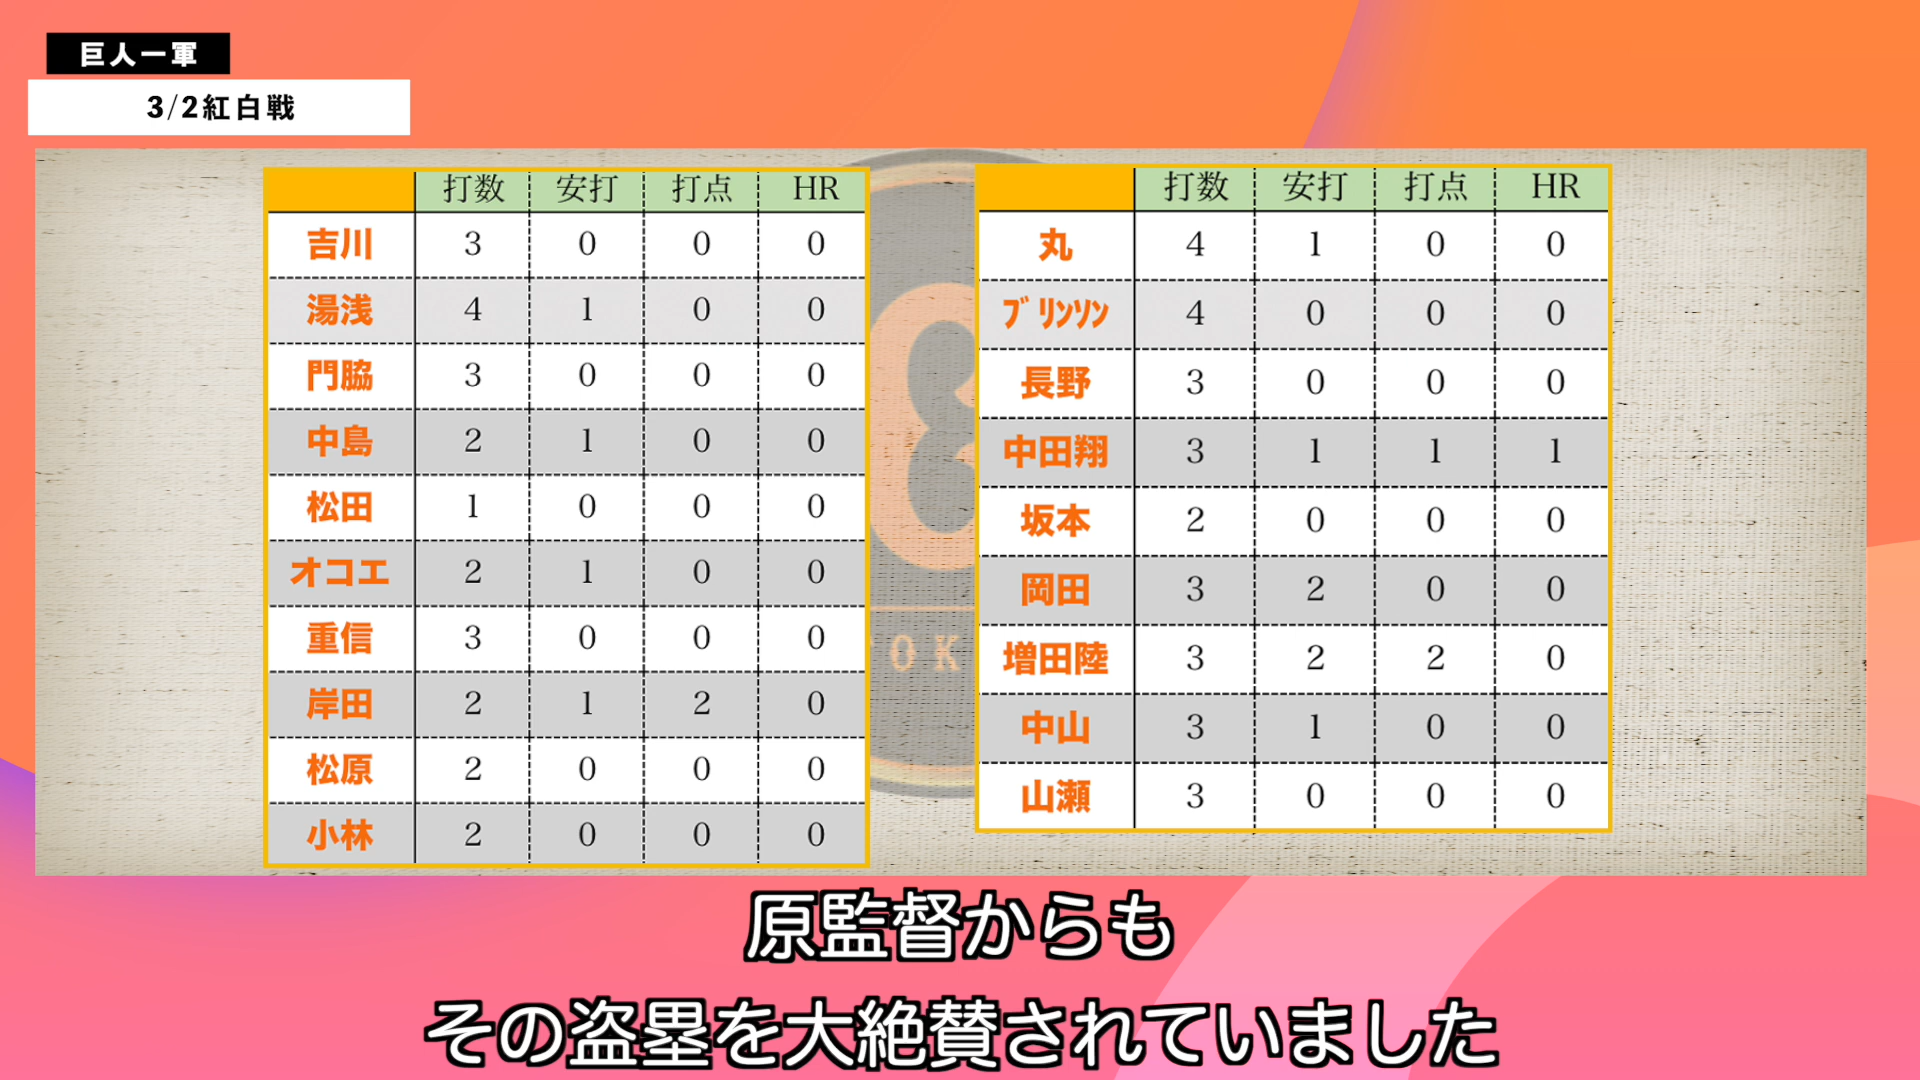 巨人一軍
3/2紅白戦
打数 安打 打点 HR
吉川 3 0 0 0
湯浅 4 1 0 0
門脇 3 0 0 0
中島 2 1 0 0
松田 1 0 0 0
オコエ 2 1 0 0
重信 3 0 0 0
岸田 2 1 2 0
松原 2 0 0 0
小林 2 0 0 0
打数 安打 打点 HR
丸 4 1 0 0
ﾌﾞﾘﾝｿﾝ 4 0 0 0
長野 3 0 0 0
中田翔 3 1 1 1
坂本 2 0 0 0
岡田 3 2 0 0
増田陸 3 2 2 0
中山 3 1 0 0
山瀬 3 0 0 0
原監督からも
その盗塁を大絶賛されていました